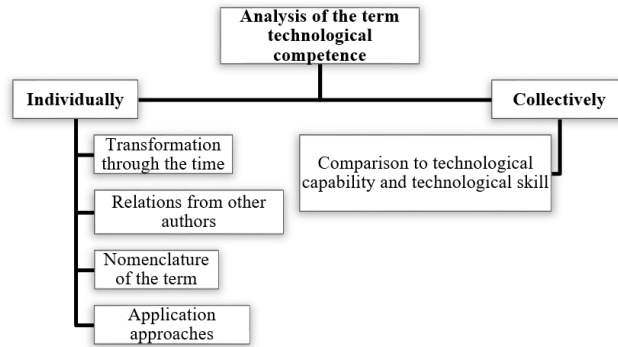 Analysis of the term
technological
competence
Individually
Collectively
Transformation
through the time
Relations from other
authors
Nomenclature
of the term
Application
approaches
Comparison to technological
capability and technological skill